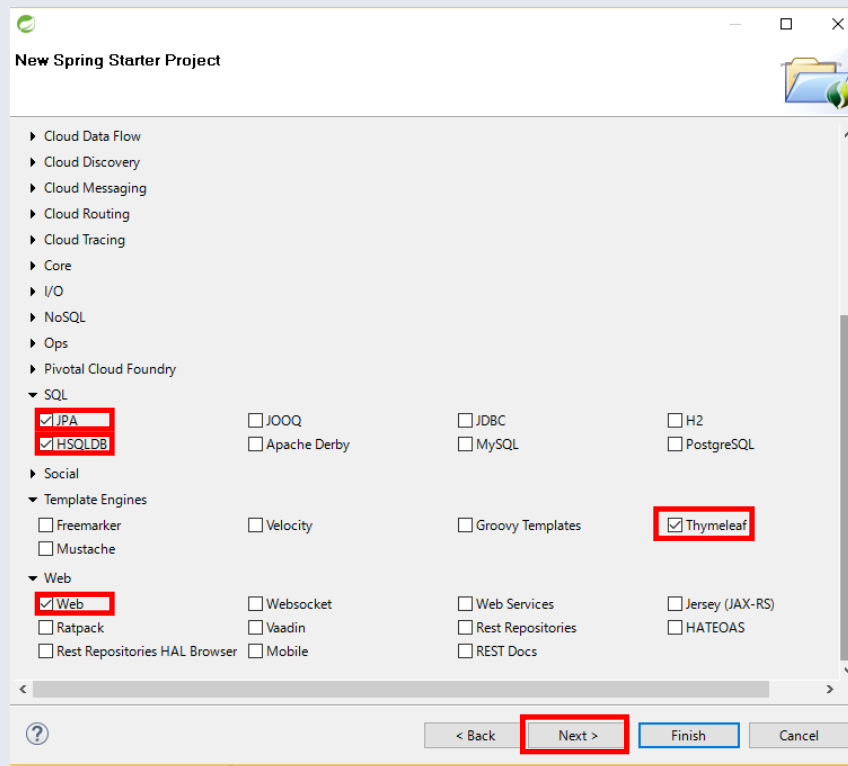 New Spring Starter Project
Cloud Data Flow
Cloud Discovery
Cloud Messaging
Cloud Routing
Cloud Tracing
Core
I/O
NoSQL
Ops
Pivotal Cloud Foundry
SQL
JPA JOOQ JDBC H2
HSQLDB Apache Derby MySQL PostgreSQL
Social
Template Engines
Freemarker Velocity Groovy Templates Thymeleaf
Mustache
Web
Web Websocket Web Services Jersey (JAX-RS)
Ratpack Vaadin Rest Repositories HATEOAS
Rest Repositories HAL Browser Mobile REST Docs
? < Back Next > Finish Cancel